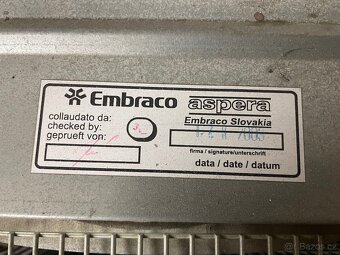 Embraco aspera
Embraco Slovakia
collaudato da:
checked by:
geprueft von:
firma / signature/unterschrift
data / date / datum